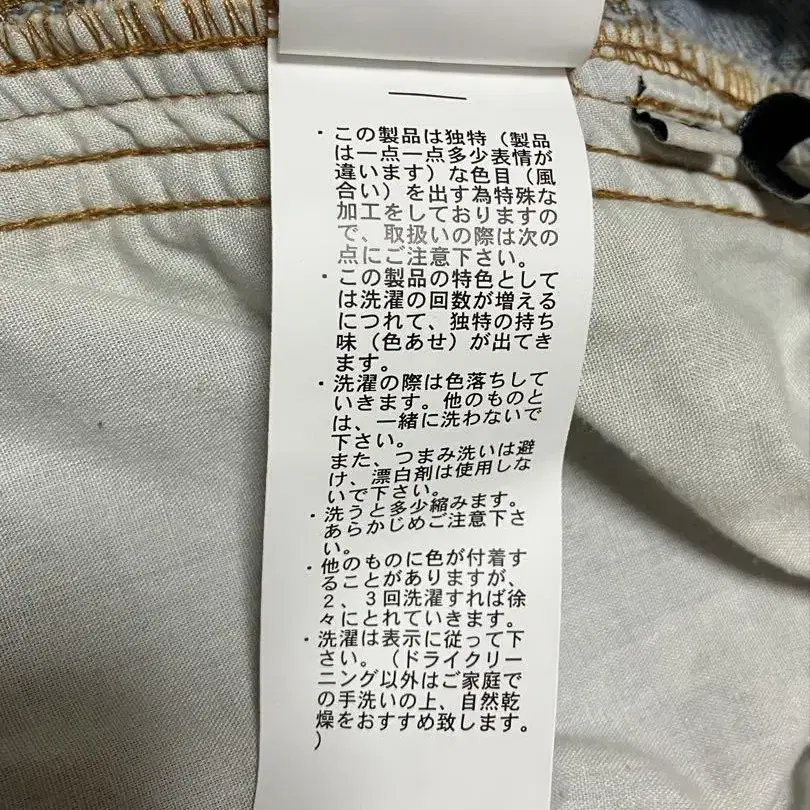 ・この製品は独特（製品
は一点一点多少表情が
違います）な色目（風
合い）を出す為特殊な
加工をしておりますの
で、取扱いの際は次の
点にご注意下さい。
・この製品の特色として
は洗濯の回数が増える
につれて、独特の持ち
味（色あせ）が出てき
ます。
・洗濯の際は色落ちして
いきます。他のものと
は、一緒に洗わないで
下さい。
また、つまみ洗いは避
け、漂白剤は使用しな
いで下さい。
・洗うと多少縮みます。
あらかじめご注意下さ
い。
・他のものに色が付着す
ることがありますが、
2、3回洗濯すれば徐
々にとれていきます。
・洗濯は表示に従って下
さい。（ドライクリー
ニング以外はご家庭で
の手洗いの上、自然乾
燥をおすすめ致します。
）